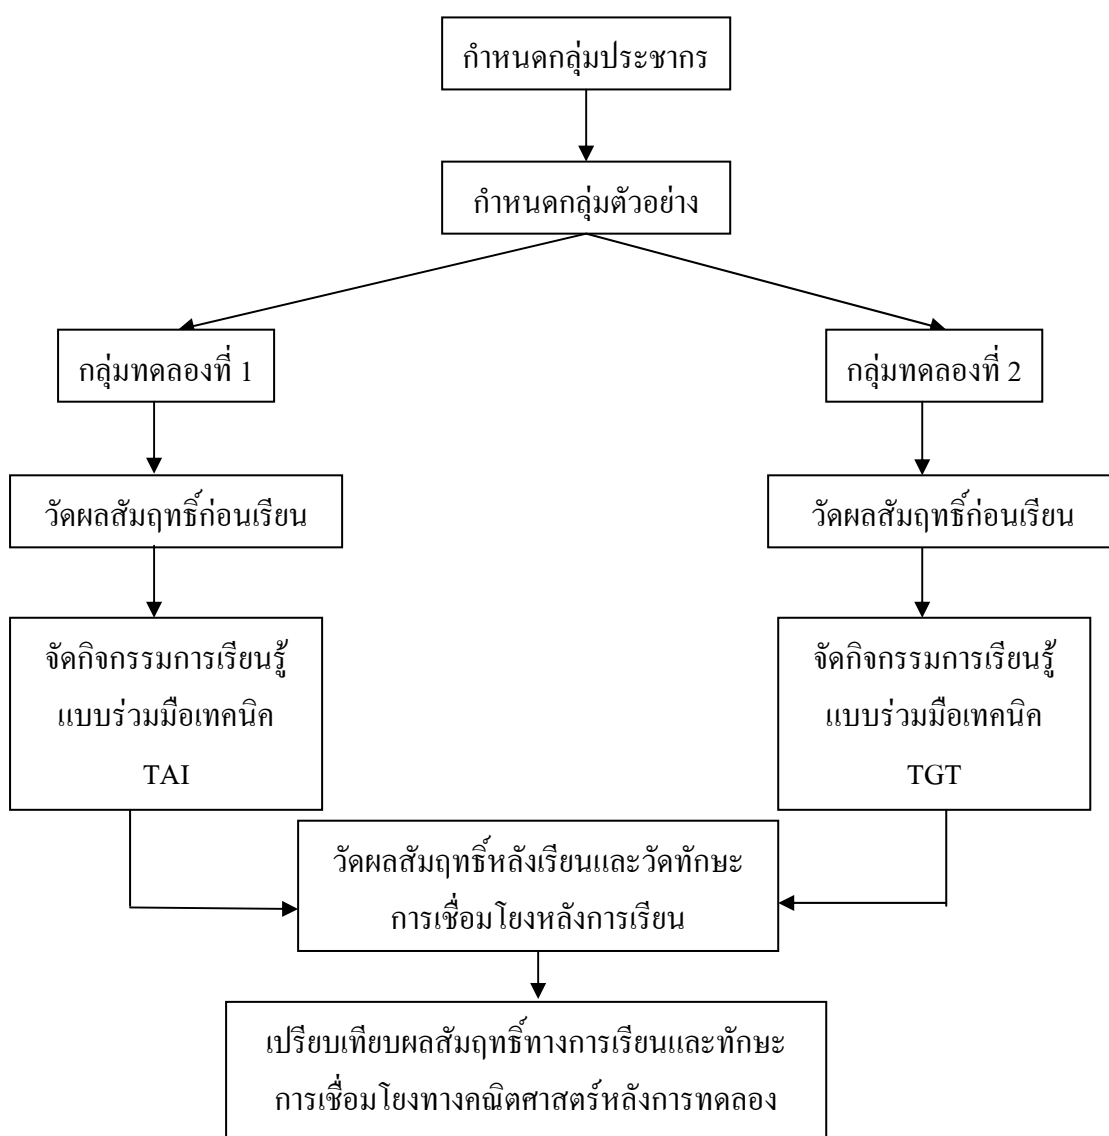 กำหนดกลุ่มประชากร
กำหนดกลุ่มตัวอย่าง
กลุ่มทดลองที่ 1
กลุ่มทดลองที่ 2
วัดผลสัมฤทธิ์ก่อนเรียน
วัดผลสัมฤทธิ์ก่อนเรียน
จัดกิจกรรมการเรียนรู้
แบบร่วมมือเทคนิค
TAI
จัดกิจกรรมการเรียนรู้
แบบร่วมมือเทคนิค
TGT
วัดผลสัมฤทธิ์หลังเรียนและวัดทักษะ
การเชื่อมโยงหลังการเรียน
เปรียบเทียบผลสัมฤทธิ์ทางการเรียนและทักษะ
การเชื่อมโยงทางคณิตศาสตร์หลังการทดลอง